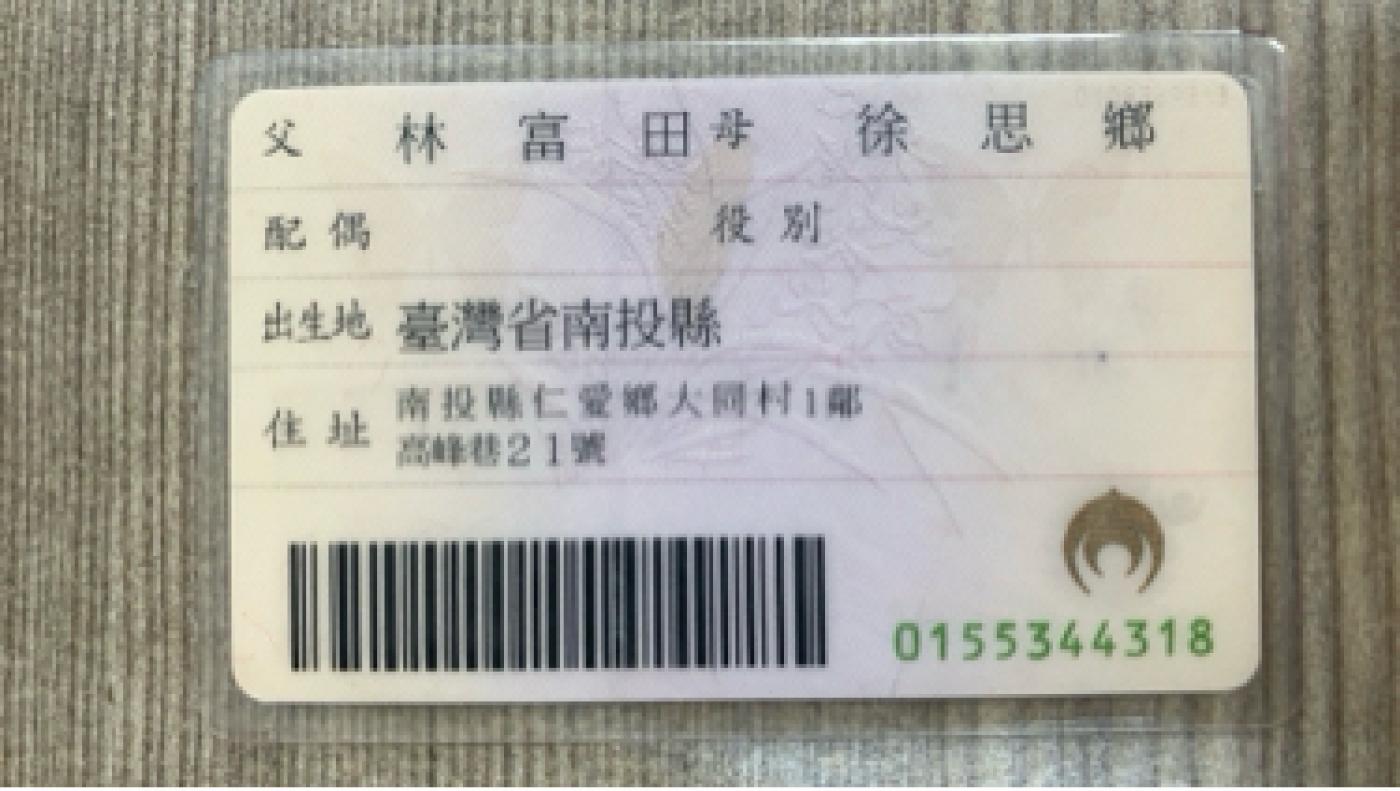 父 林富田 母 徐思鄉
配偶 役別
出生地 臺灣省南投縣
住址 南投縣仁愛鄉大同村1鄰
高峰巷21號
0155344318